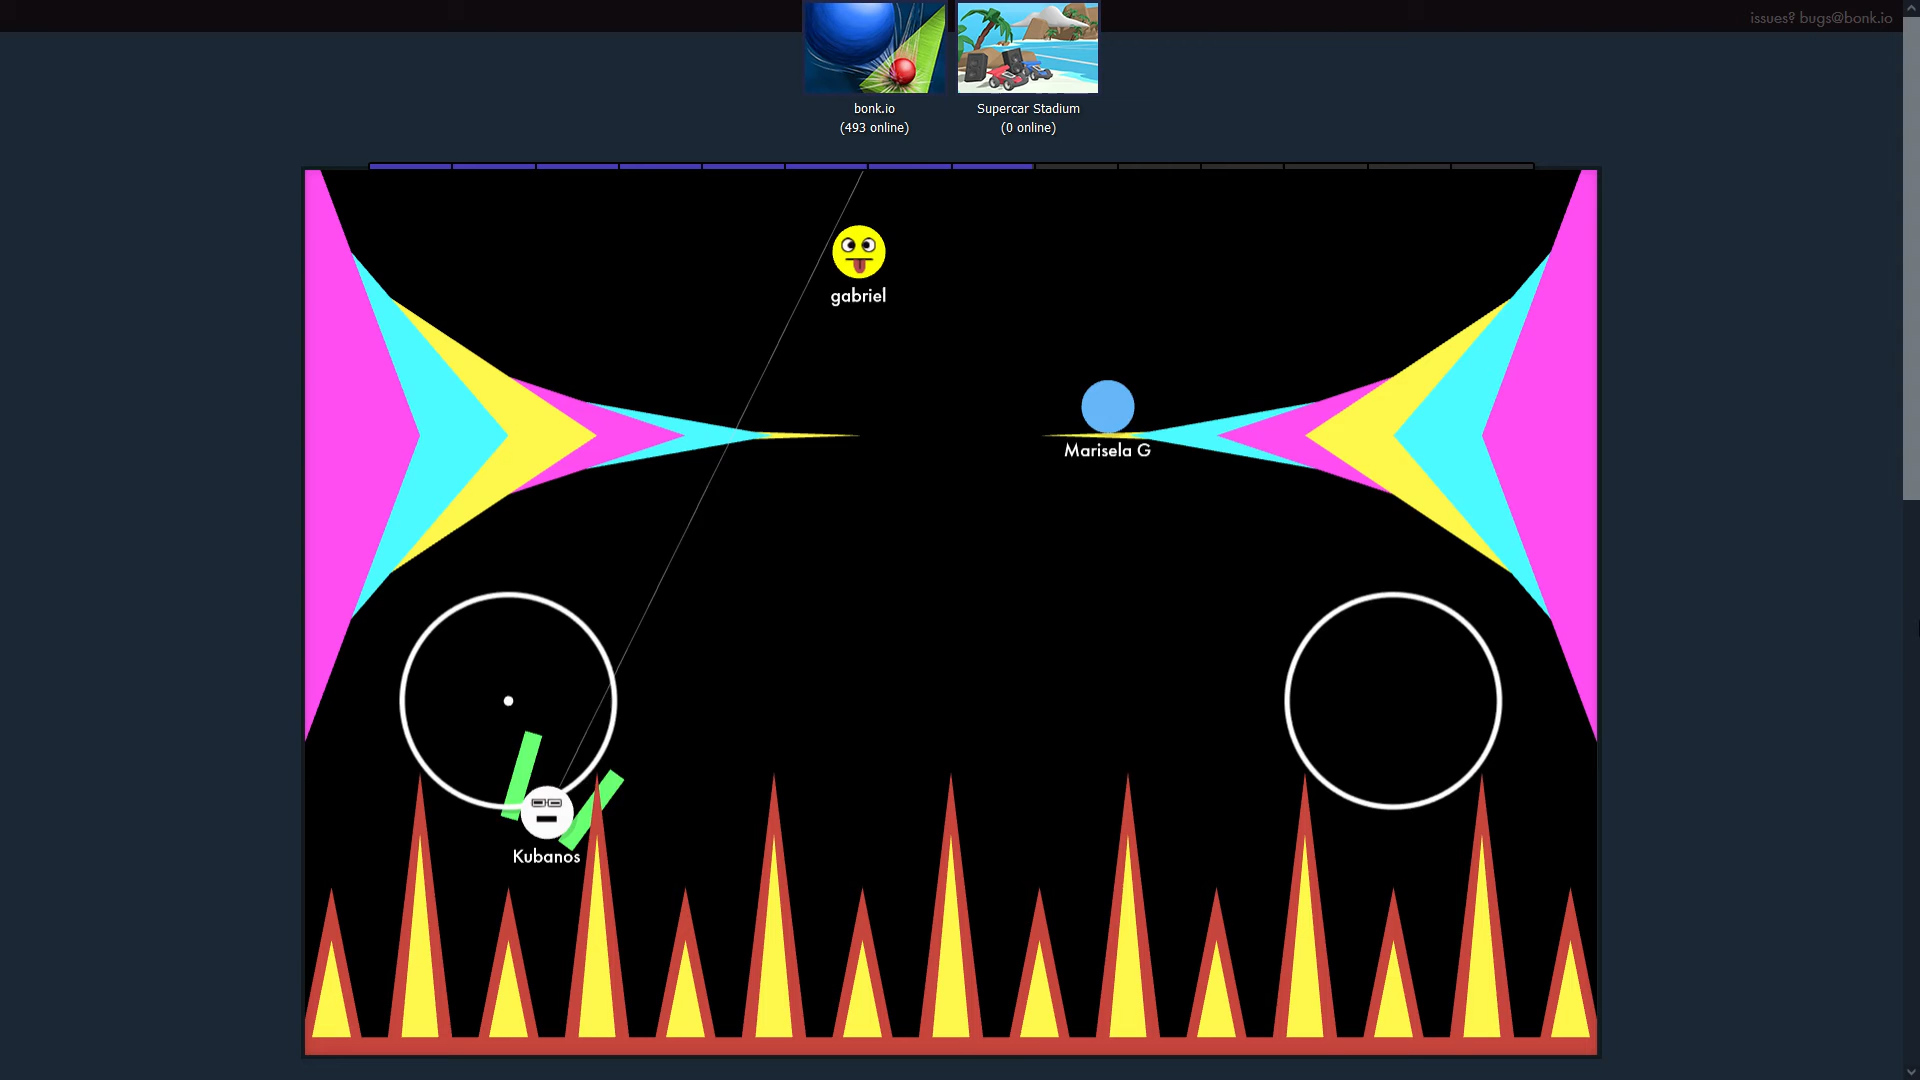 issues? bugs@bonk.io
bonk.io
(493 online)
Supercar Stadium
(0 online)
gabriel
Marisela G
Kubanos